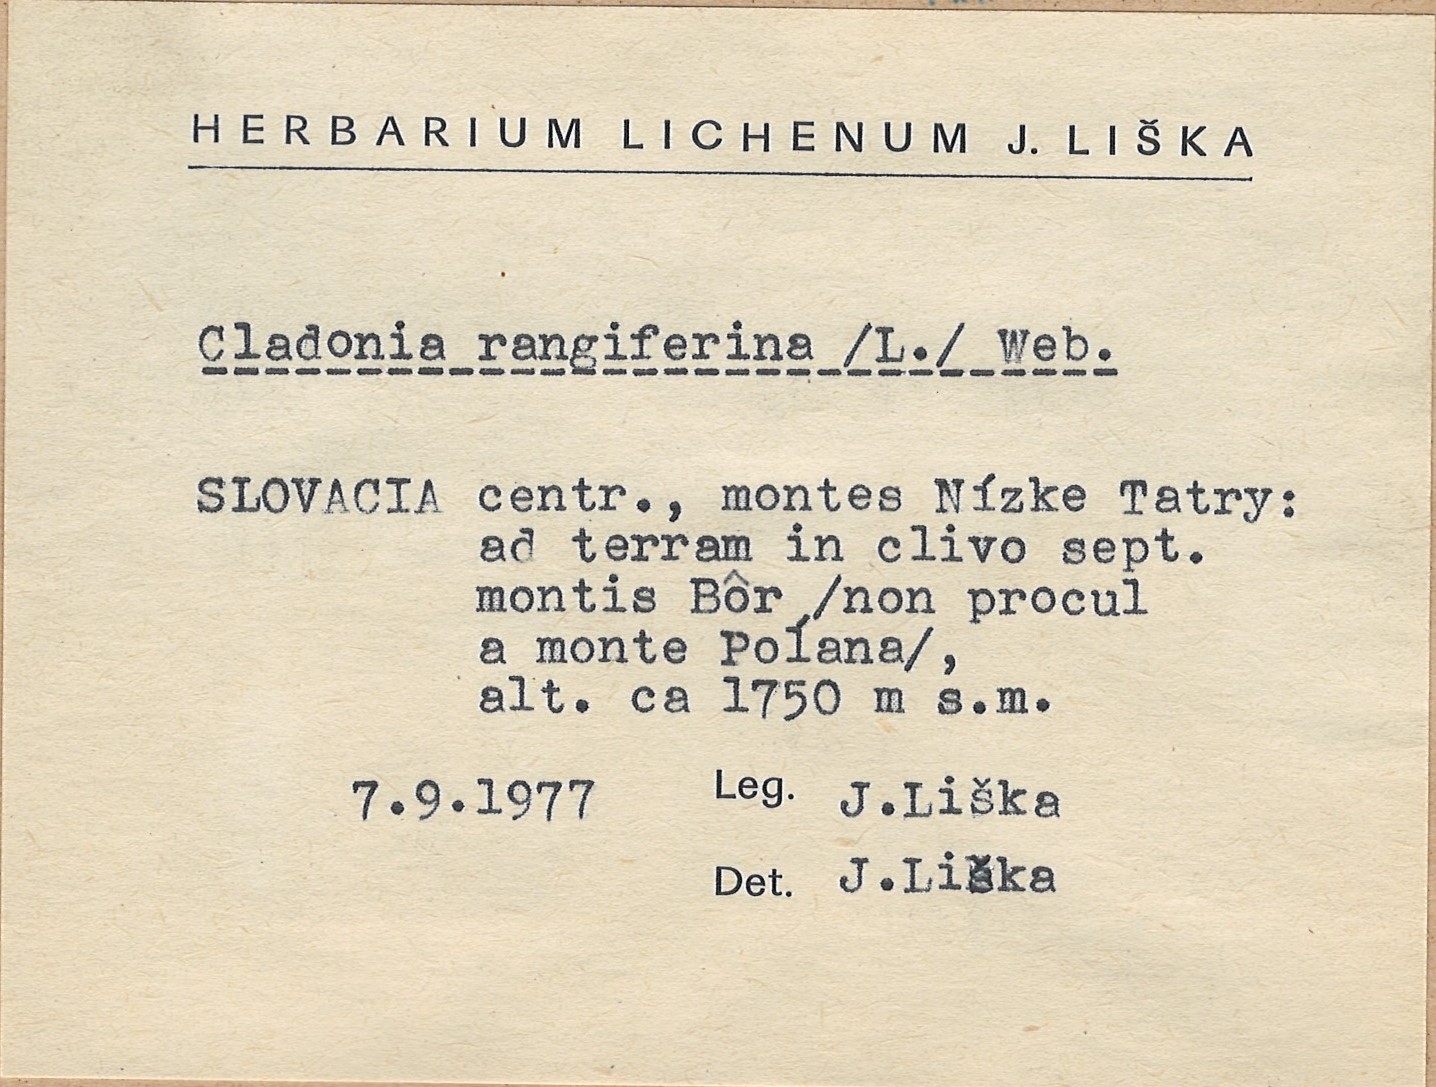 HERBARIUM LICHENUM J. LIŠKA
Cladonia rangiferina /L./ Web.
SLOVACIA centr., montes Nízke Tatry:
ad terram in clivo sept.
montis Bôr /non procul
a monte Poĺana/,
alt. ca 1750 m s.m.
7.9.1977 Leg. J.Liška
Det. J.Liška